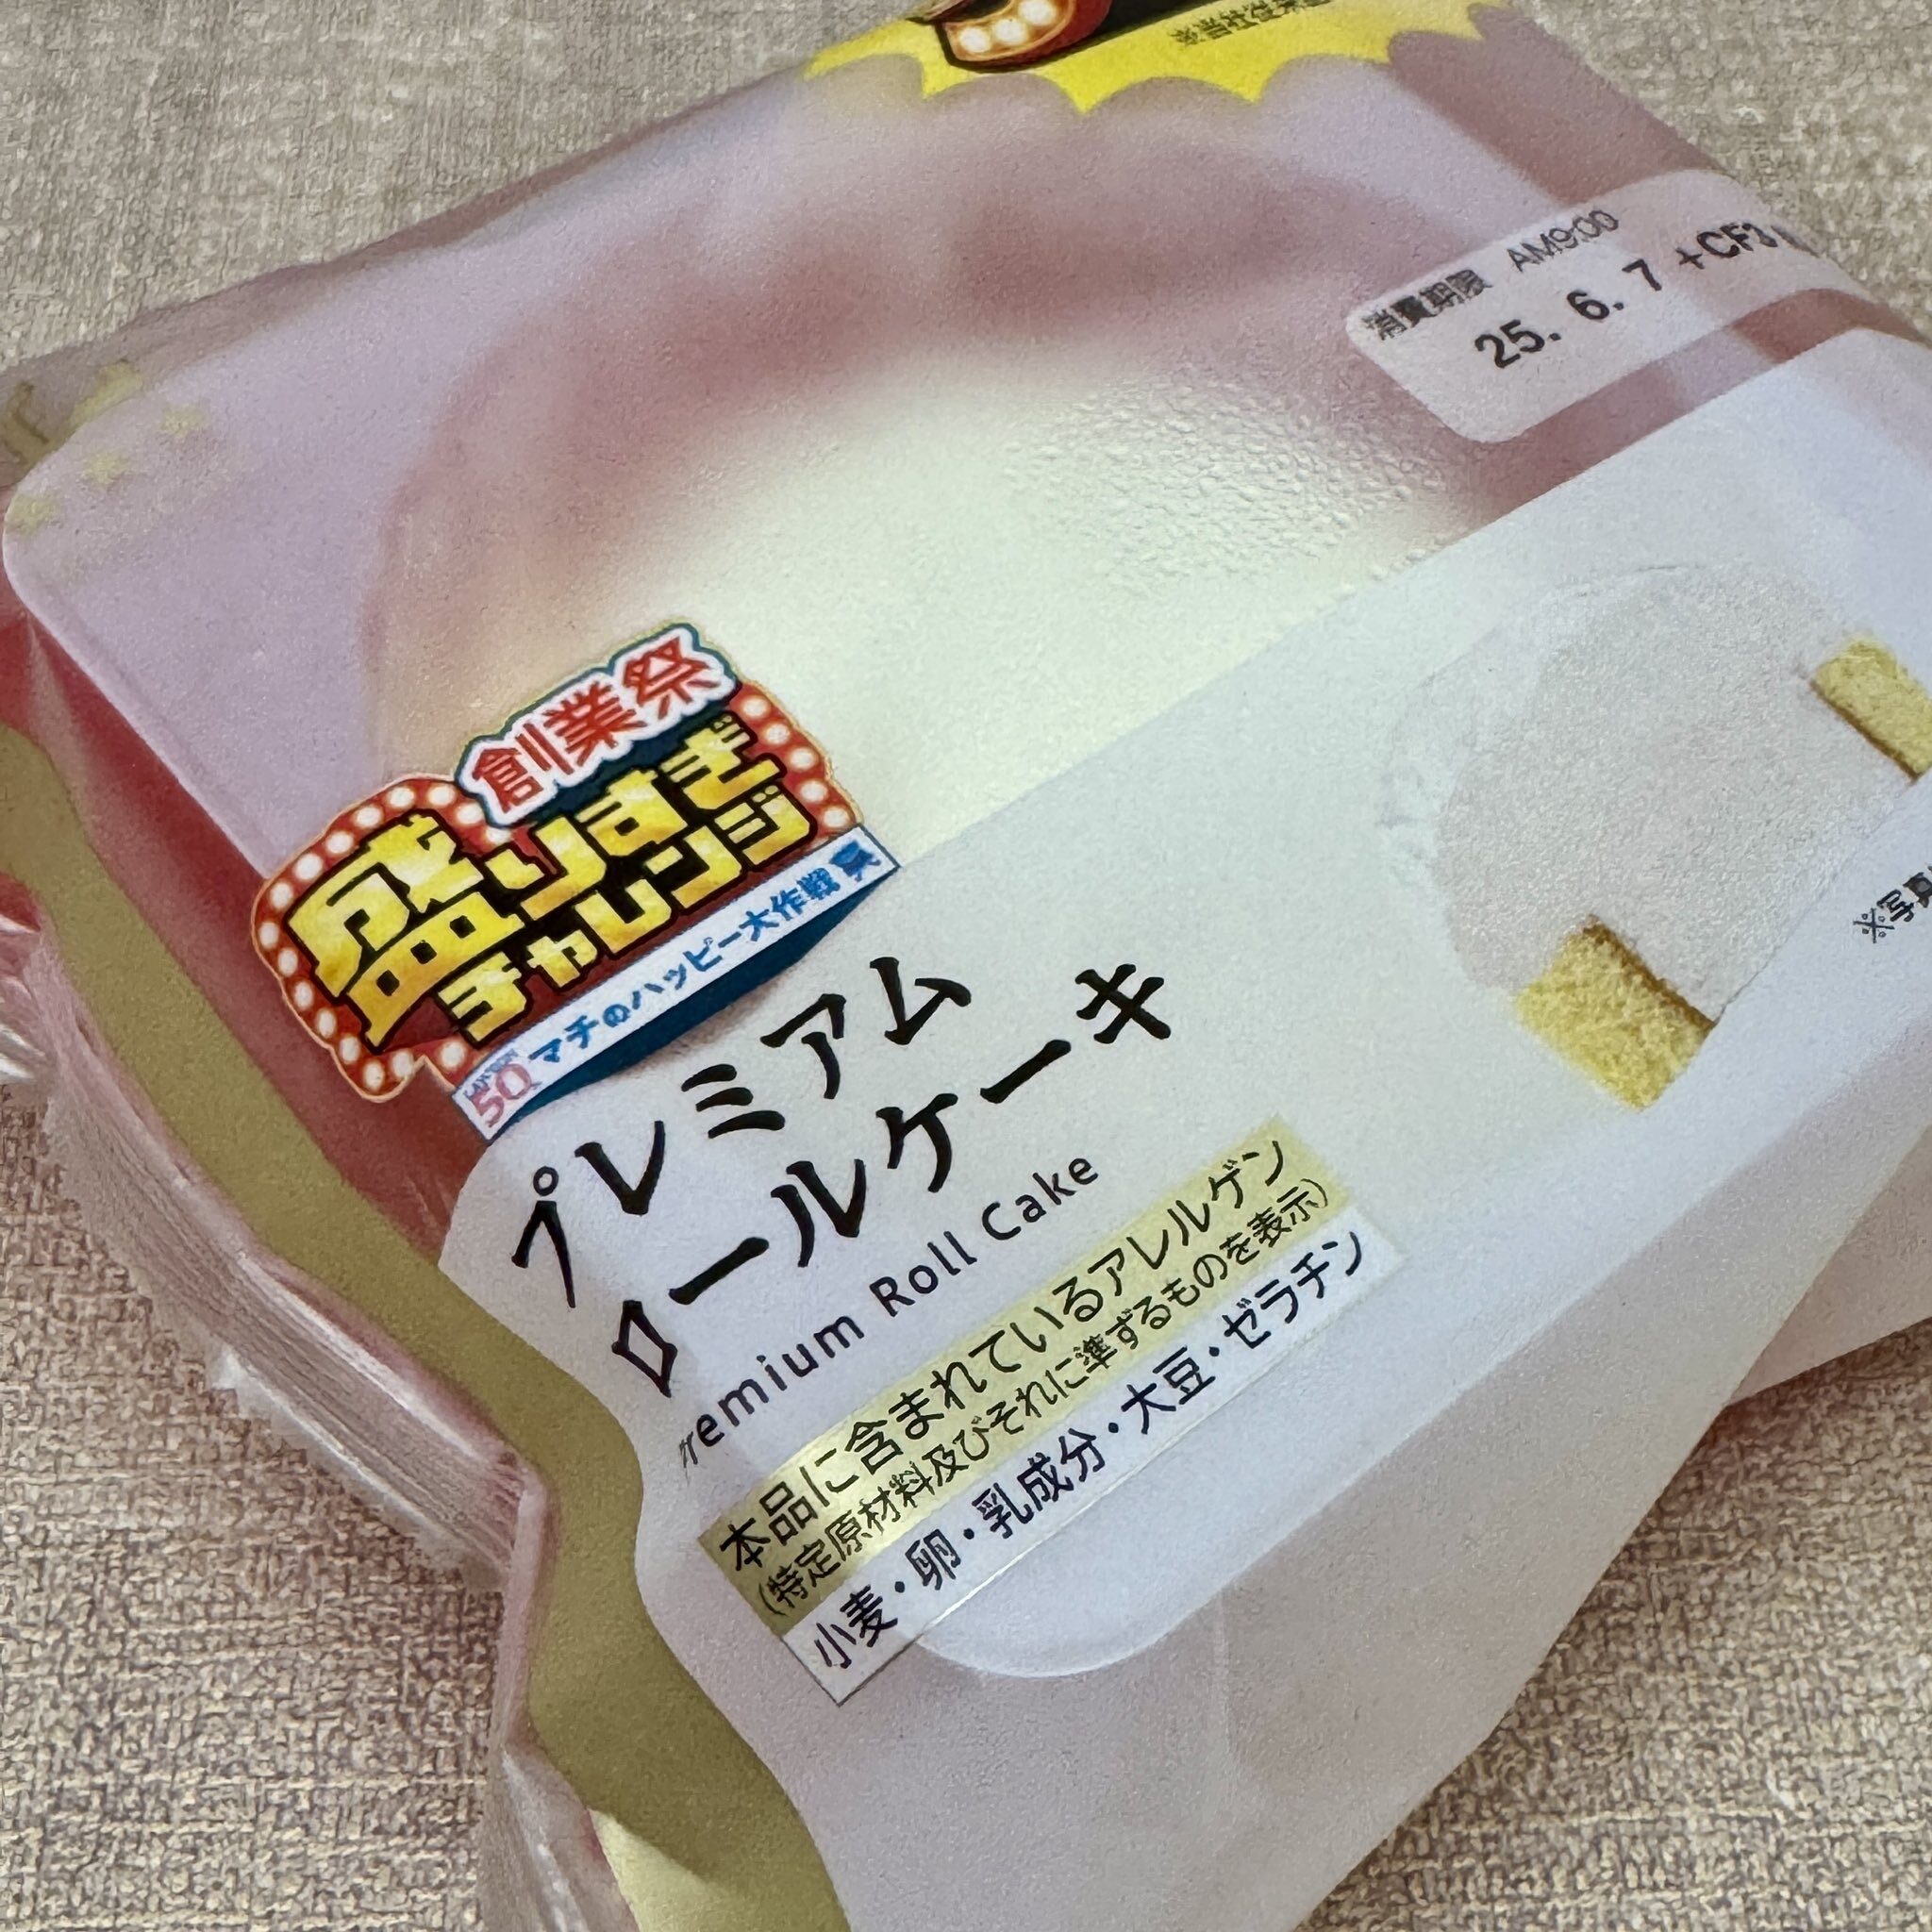 消費期限 AM9:00
25. 6. 7 +CF3
創業祭
盛りすぎ
チャレンジ
50 マチのハッピー大作戦 夏
プレミアム
ロールケーキ
Premium Roll Cake
本品に含まれているアレルゲン
(特定原材料及びそれに準ずるものを表示)
小麦・卵・乳成分・大豆・ゼラチン
※写真